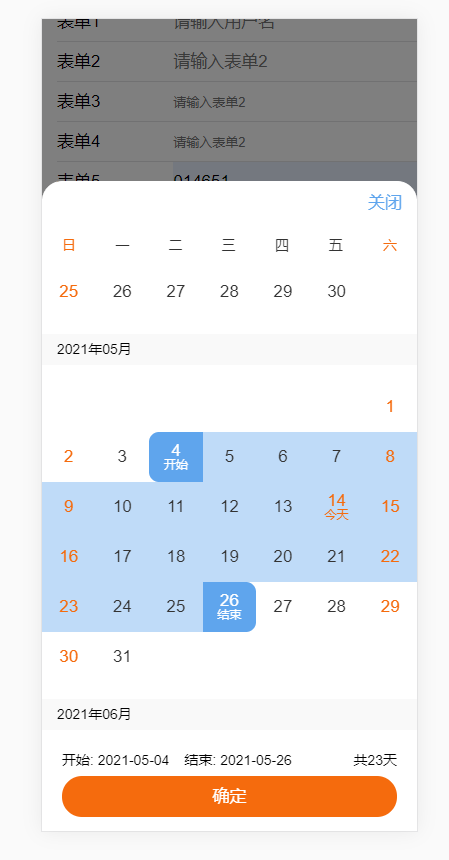 表单1 请输入用户名
表单2 请输入表单2
表单3 请输入表单2
表单4 请输入表单2
表单5 014651
关闭
日 一 二 三 四 五 六
25 26 27 28 29 30
2021年05月
1
2 3 4 5 6 7 8
开始
9 10 11 12 13 14 15
今天
16 17 18 19 20 21 22
23 24 25 26 27 28 29
结束
30 31
2021年06月
开始: 2021-05-04 结束: 2021-05-26 共23天
确定